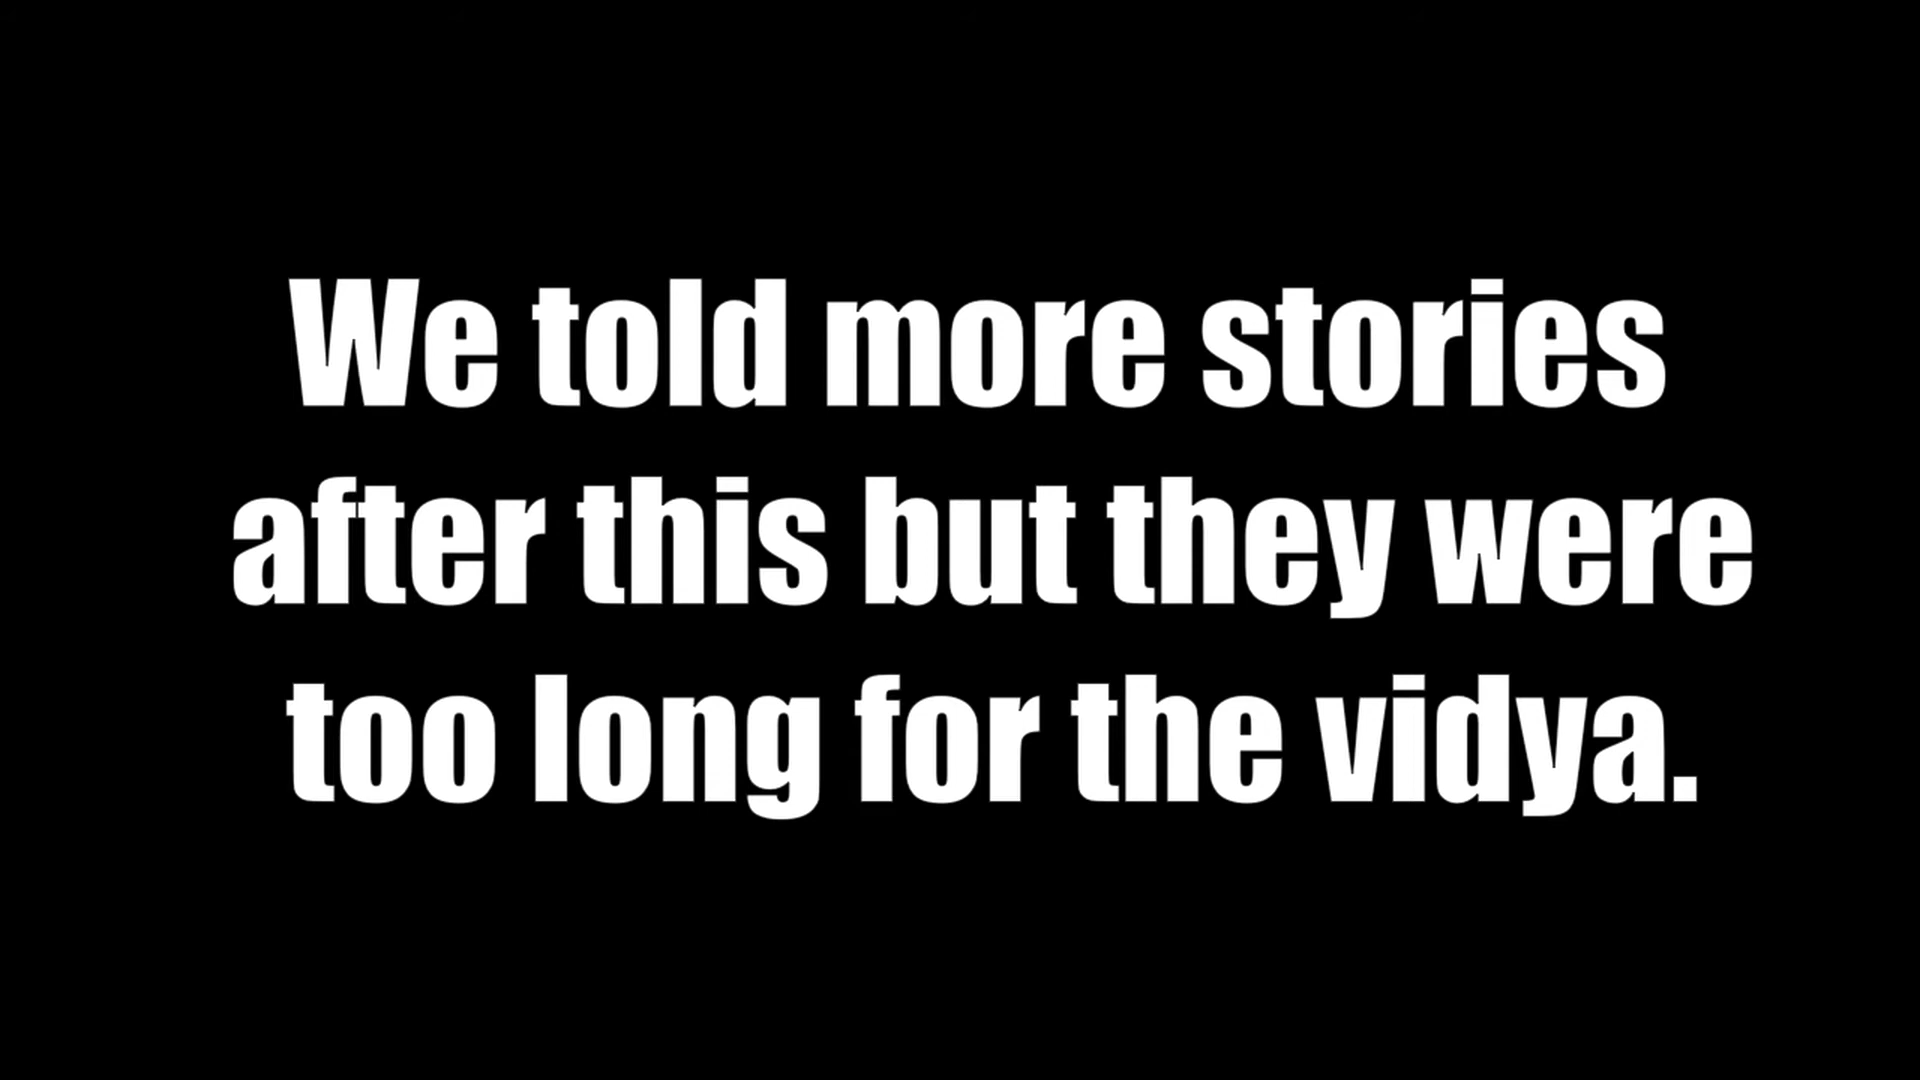 We told more stories
after this but they were
too long for the vidya.